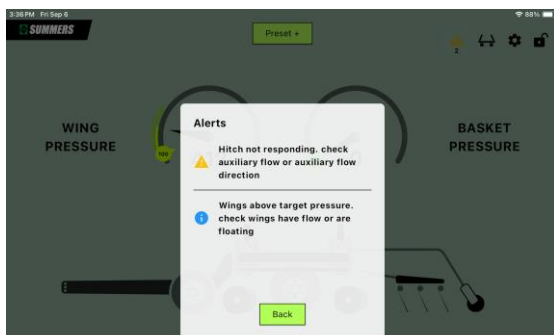 3:36 PM Fri Sep 6
88%
SUMMERS
Preset +
2
WING
PRESSURE
100
BASKET
PRESSURE
Alerts
Hitch not responding. check
auxiliary flow or auxiliary flow
direction
Wings above target pressure.
check wings have flow or are
floating
Back